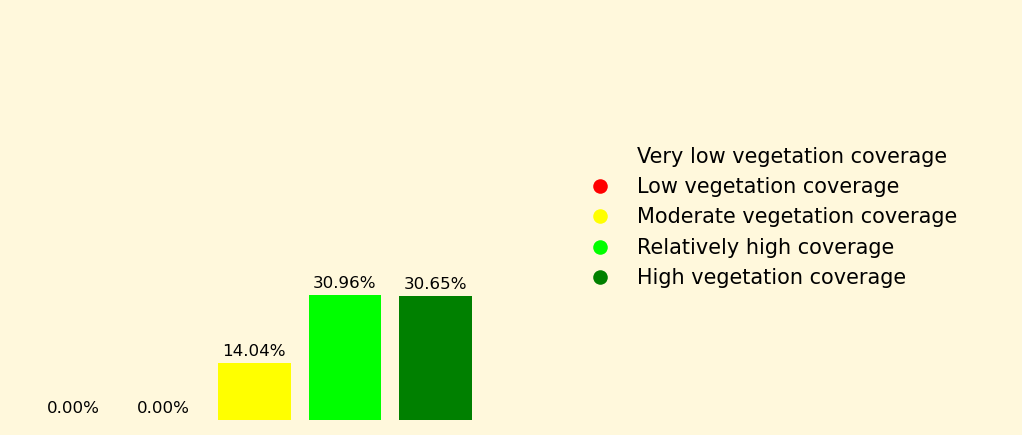 Very low vegetation coverage
Low vegetation coverage
Moderate vegetation coverage
Relatively high coverage
High vegetation coverage
30.96%
30.65%
14.04%
0.00%
0.00%